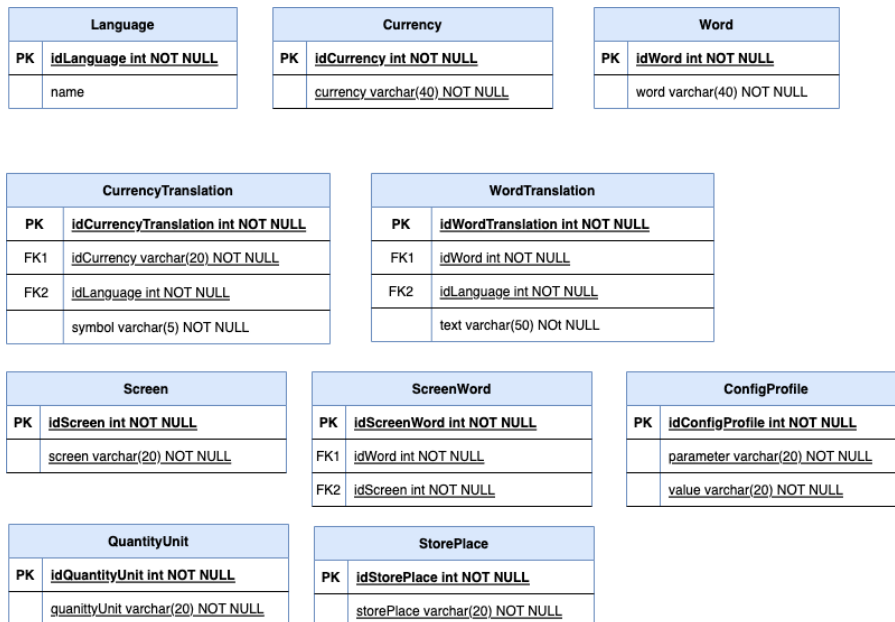 Language
PK idLanguage int NOT NULL
name
Currency
PK idCurrency int NOT NULL
currency varchar(40) NOT NULL
Word
PK idWord int NOT NULL
word varchar(40) NOT NULL
CurrencyTranslation
PK idCurrencyTranslation int NOT NULL
FK1 idCurrency varchar(20) NOT NULL
FK2 idLanguage int NOT NULL
symbol varchar(5) NOT NULL
WordTranslation
PK idWordTranslation int NOT NULL
FK1 idWord int NOT NULL
FK2 idLanguage int NOT NULL
text varchar(50) NOt NULL
Screen
PK idScreen int NOT NULL
screen varchar(20) NOT NULL
ScreenWord
PK idScreenWord int NOT NULL
FK1 idWord int NOT NULL
FK2 idScreen int NOT NULL
ConfigProfile
PK idConfigProfile int NOT NULL
parameter varchar(20) NOT NULL
value varchar(20) NOT NULL
QuantityUnit
PK idQuantityUnit int NOT NULL
quanittyUnit varchar(20) NOT NULL
StorePlace
PK idStorePlace int NOT NULL
storePlace varchar(20) NOT NULL